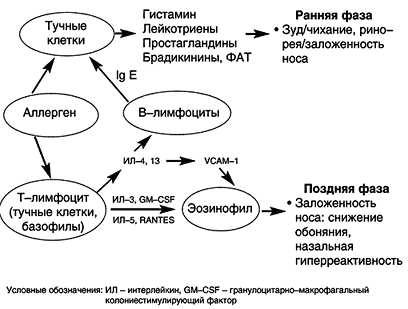 Тучные
клетки
Гистамин
Лейкотриены
Простагландины
Брадикинины, ФАТ
Ранняя фаза
• Зуд/чихание, рино–
рея/заложенность
носа
Ig E
Аллерген
В–лимфоциты
ИЛ–4, 13
VCAM–1
Т–лимфоцит
(тучные клетки,
базофилы)
ИЛ–3, GM–CSF
ИЛ–5, RANTES
Эозинофил
Поздняя фаза
• Заложенность
носа: снижение
обоняния,
назальная
гиперреактивность
Условные обозначения: ИЛ – интерлейкин, GM–CSF – гранулоцитарно–макрофагальный
колониестимулирующий фактор